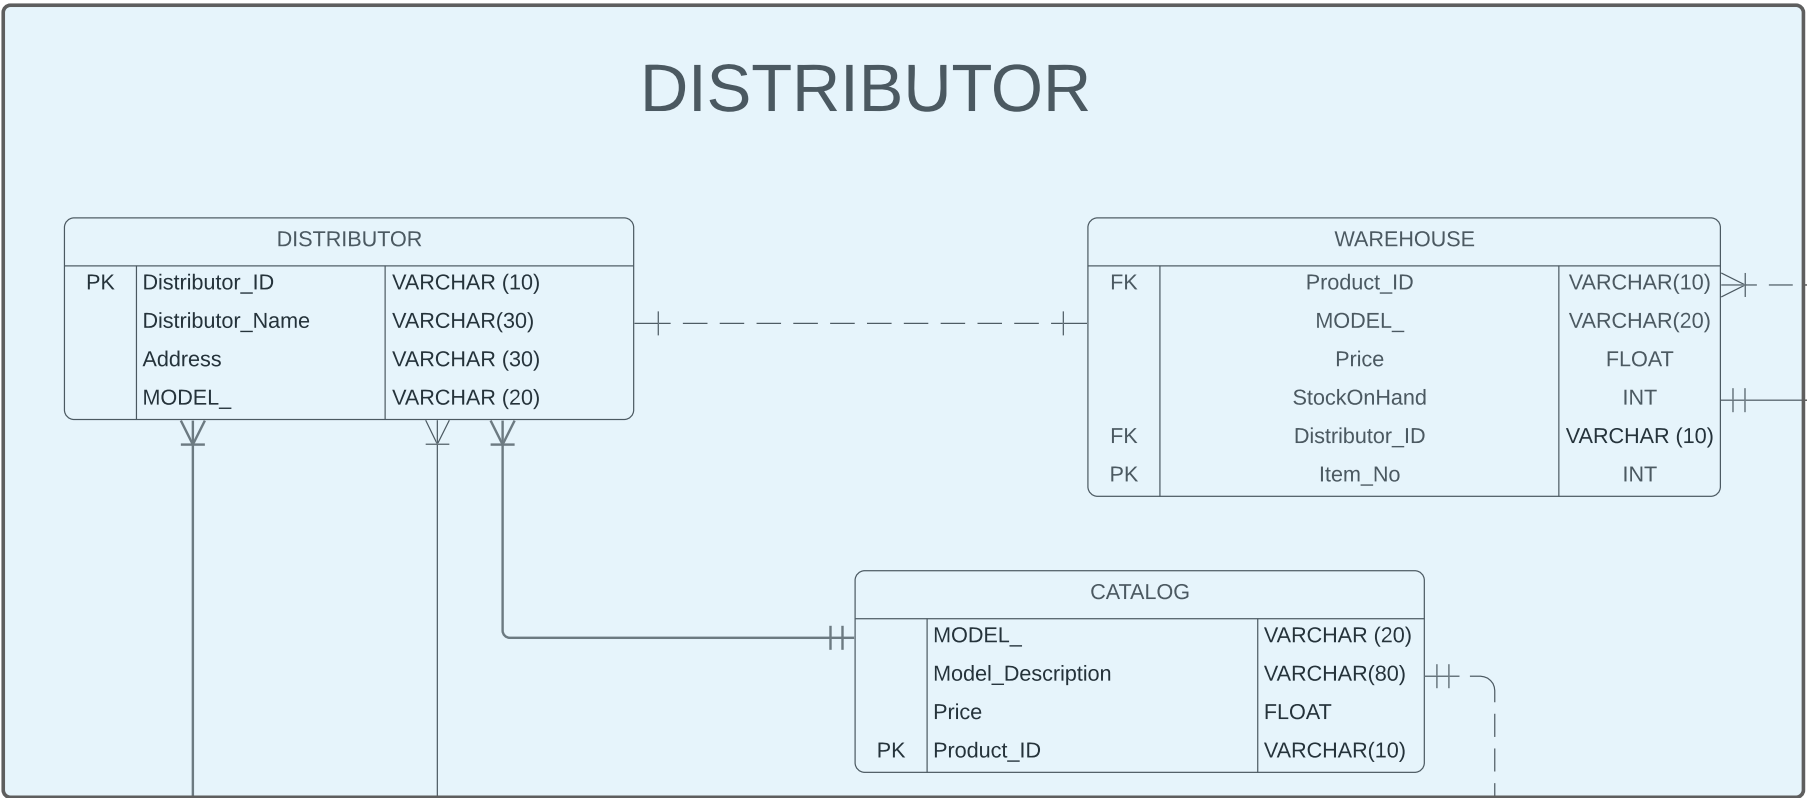 DISTRIBUTOR
DISTRIBUTOR
PK Distributor_ID VARCHAR (10)
Distributor_Name VARCHAR(30)
Address VARCHAR (30)
MODEL_ VARCHAR (20)
WAREHOUSE
FK Product_ID VARCHAR(10)
MODEL_ VARCHAR(20)
Price FLOAT
StockOnHand INT
FK Distributor_ID VARCHAR (10)
PK Item_No INT
CATALOG
MODEL_ VARCHAR (20)
Model_Description VARCHAR(80)
Price FLOAT
PK Product_ID VARCHAR(10)